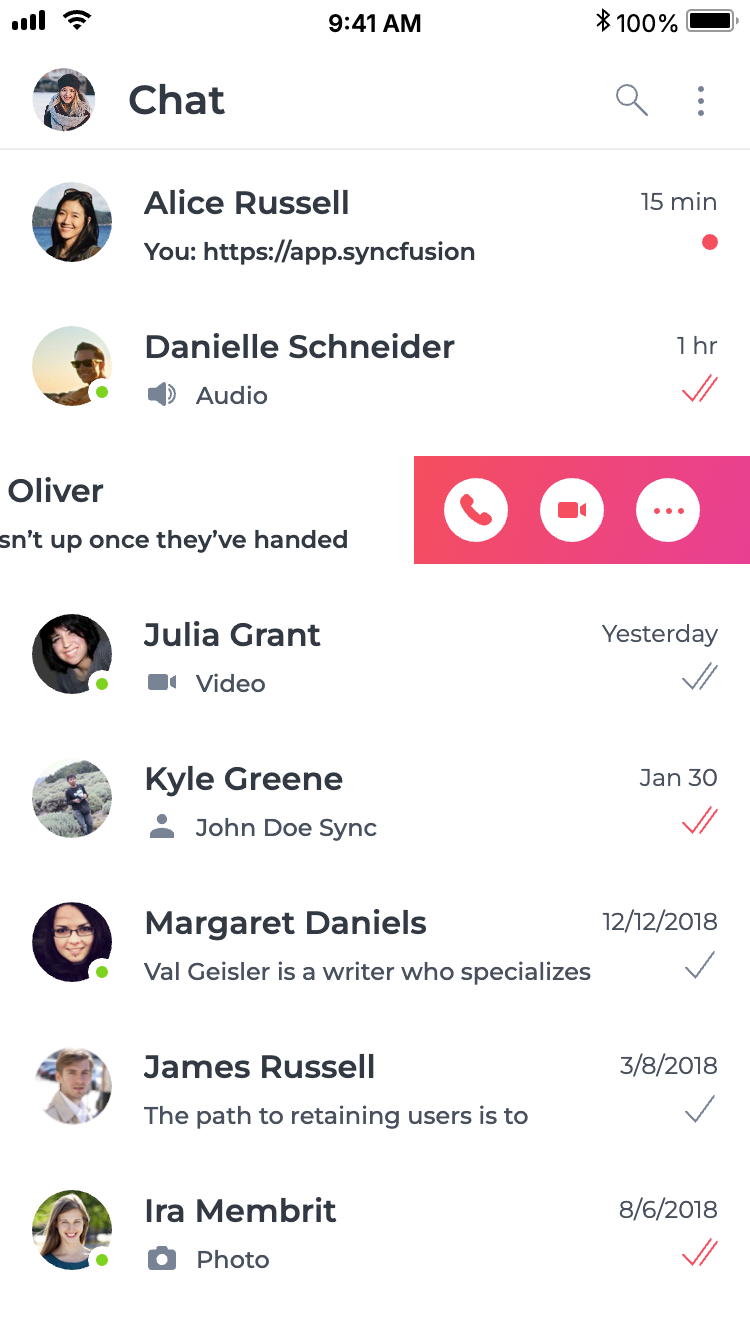 9:41 AM 100%
Chat
Alice Russell 15 min
You: https://app.syncfusion
Danielle Schneider 1 hr
Audio
Oliver
sn’t up once they’ve handed
Julia Grant Yesterday
Video
Kyle Greene Jan 30
John Doe Sync
Margaret Daniels 12/12/2018
Val Geisler is a writer who specializes
James Russell 3/8/2018
The path to retaining users is to
Ira Membrit 8/6/2018
Photo